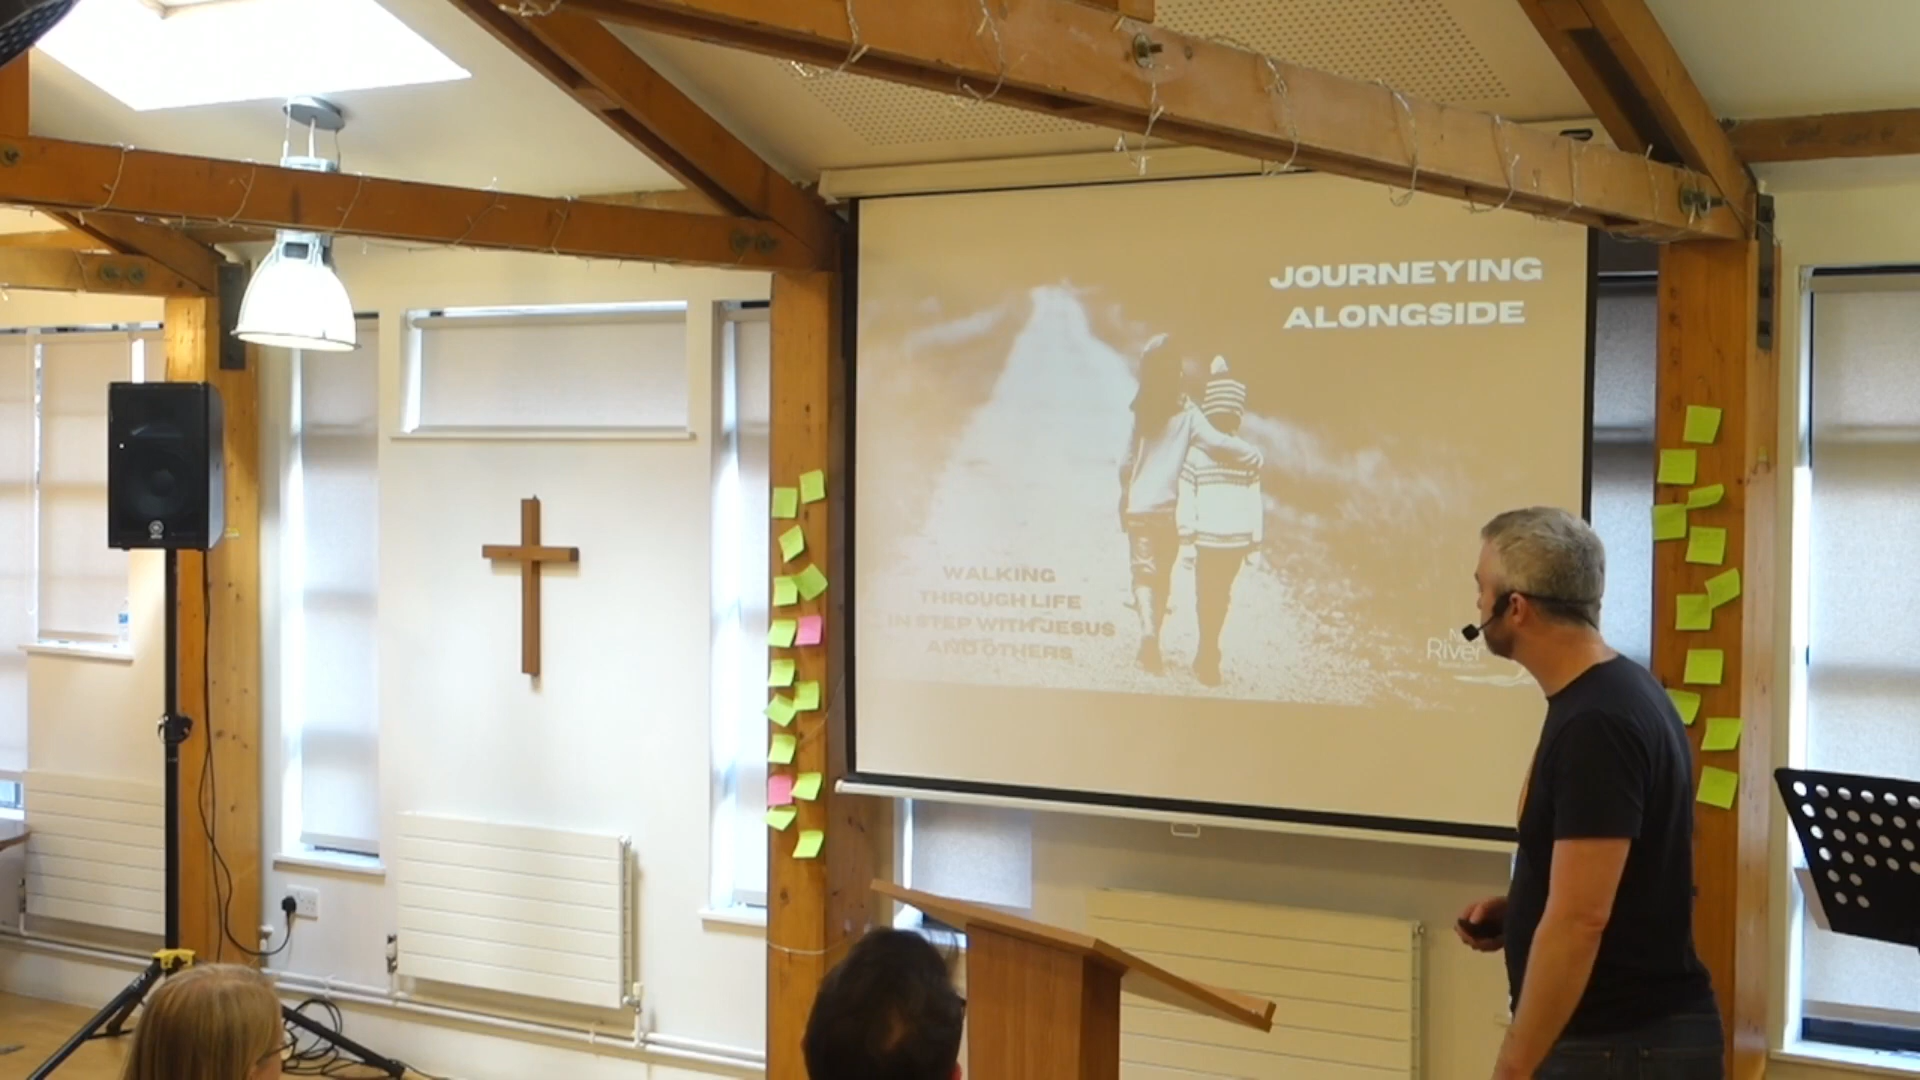 JOURNEYING
ALONGSIDE
WALKING
THROUGH LIFE
IN STEP WITH JESUS
AND OTHERS
River